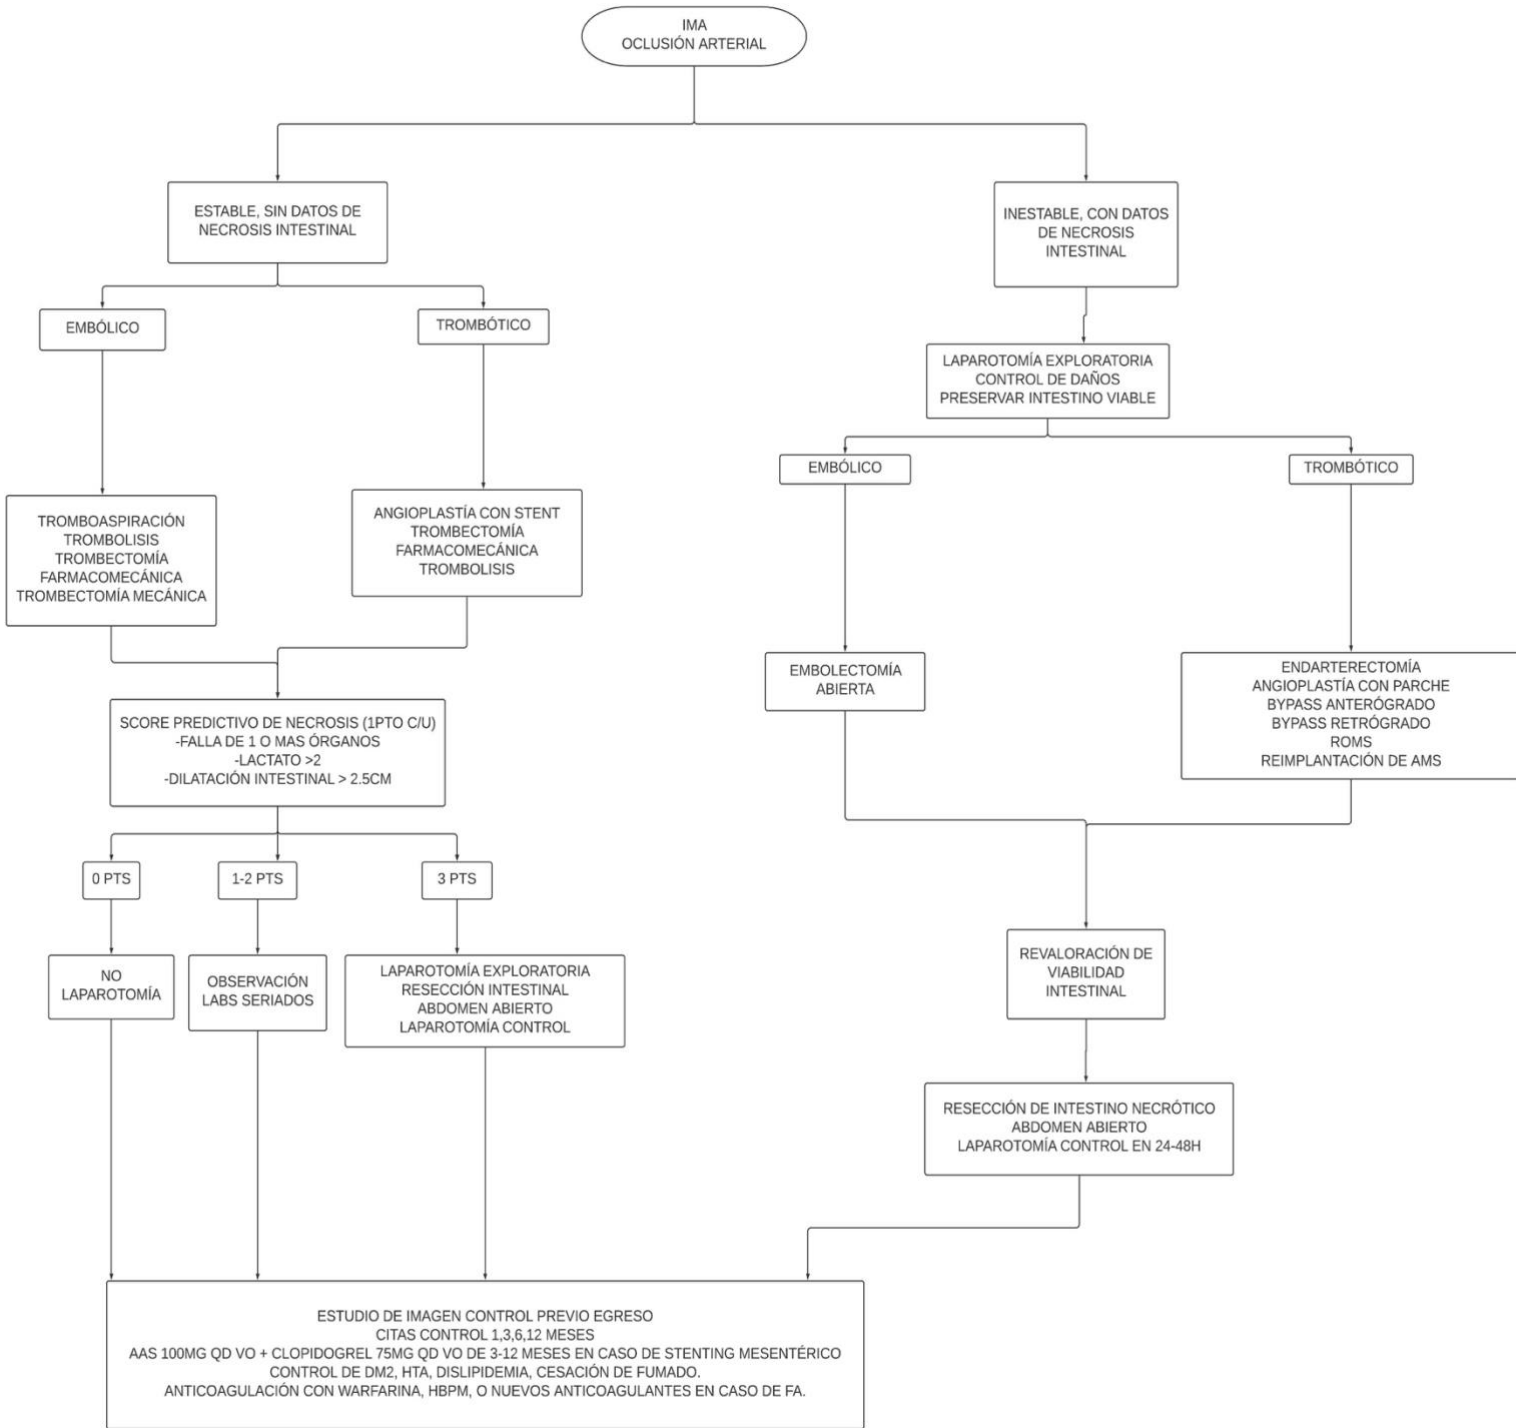 IMA
OCLUSIÓN ARTERIAL
ESTABLE, SIN DATOS DE
NECROSIS INTESTINAL
INESTABLE, CON DATOS
DE NECROSIS
INTESTINAL
EMBÓLICO
TROMBÓTICO
LAPAROTOMÍA EXPLORATORIA
CONTROL DE DAÑOS
PRESERVAR INTESTINO VIABLE
EMBÓLICO
TROMBÓTICO
TROMBOASPIRACIÓN
TROMBOLISIS
TROMBECTOMÍA
FARMACOMECÁNICA
TROMBECTOMÍA MECÁNICA
ANGIOPLASTÍA CON STENT
TROMBECTOMÍA
FARMACOMECÁNICA
TROMBOLISIS
EMBOLECTOMÍA
ABIERTA
ENDARTERECTOMÍA
ANGIOPLASTÍA CON PARCHE
BYPASS ANTERÓGRADO
BYPASS RETRÓGRADO
ROMS
REIMPLANTACIÓN DE AMS
SCORE PREDICTIVO DE NECROSIS (1PTO C/U)
-FALLA DE 1 O MAS ÓRGANOS
-LACTATO >2
-DILATACIÓN INTESTINAL > 2.5CM
0 PTS
1-2 PTS
3 PTS
NO
LAPAROTOMÍA
OBSERVACIÓN
LABS SERIADOS
LAPAROTOMÍA EXPLORATORIA
RESECCIÓN INTESTINAL
ABDOMEN ABIERTO
LAPAROTOMÍA CONTROL
REVALORACIÓN DE
VIABILIDAD
INTESTINAL
RESECCIÓN DE INTESTINO NECRÓTICO
ABDOMEN ABIERTO
LAPAROTOMÍA CONTROL EN 24-48H
ESTUDIO DE IMAGEN CONTROL PREVIO EGRESO
CITAS CONTROL 1,3,6,12 MESES
AAS 100MG QD VO + CLOPIDOGREL 75MG QD VO DE 3-12 MESES EN CASO DE STENTING MESENTÉRICO
CONTROL DE DM2, HTA, DISLIPIDEMIA, CESACIÓN DE FUMADO.
ANTICOAGULACIÓN CON WARFARINA, HBPM, O NUEVOS ANTICOAGULANTES EN CASO DE FA.